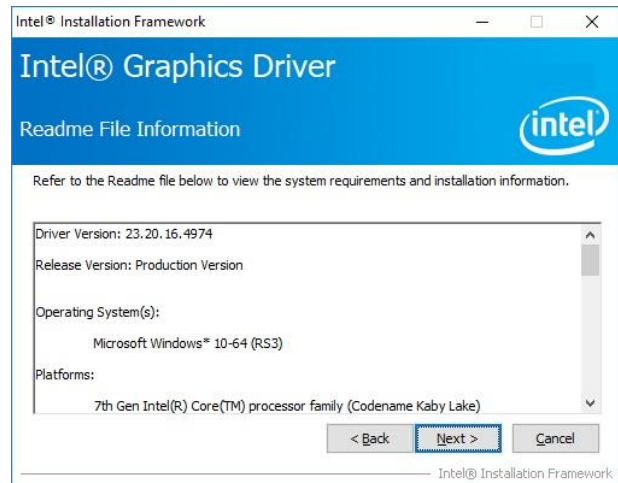 Intel® Installation Framework
Intel® Graphics Driver
Readme File Information
intel
Refer to the Readme file below to view the system requirements and installation information.
Driver Version: 23.20.16.4974
Release Version: Production Version
Operating System(s):
Microsoft Windows* 10-64 (RS3)
Platforms:
7th Gen Intel(R) Core(TM) processor family (Codename Kaby Lake)
< Back Next > Cancel
Intel® Installation Framework